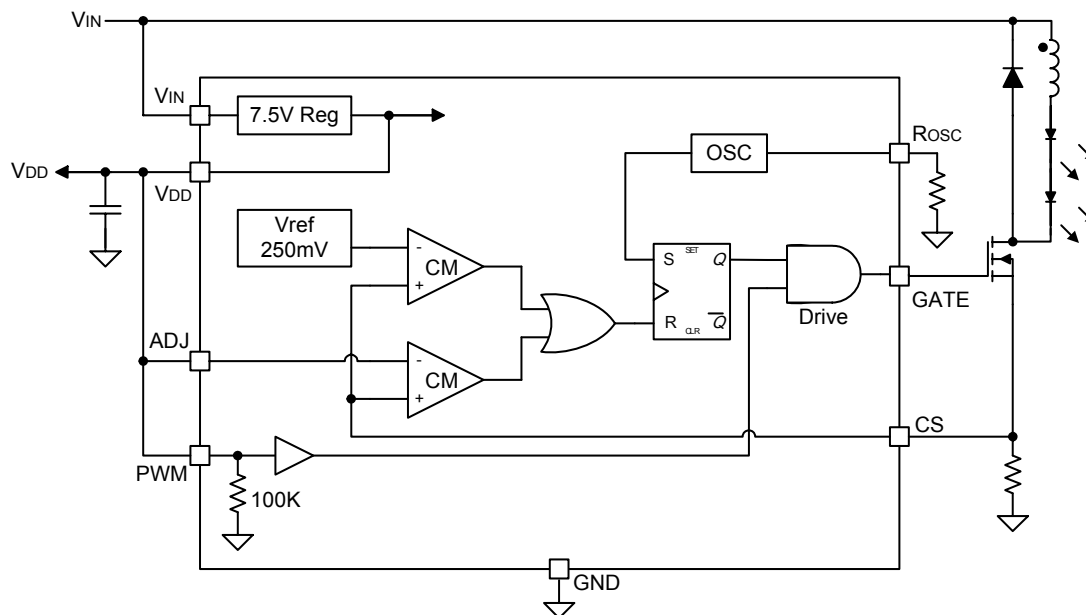 VIN
VIN
7.5V Reg
VDD
VDD
ROSC
OSC
Vref
250mV
-
CM
+
S
SET
Q
R
CLR
Q
Drive
GATE
ADJ
-
CM
+
CS
PWM
100K
GND